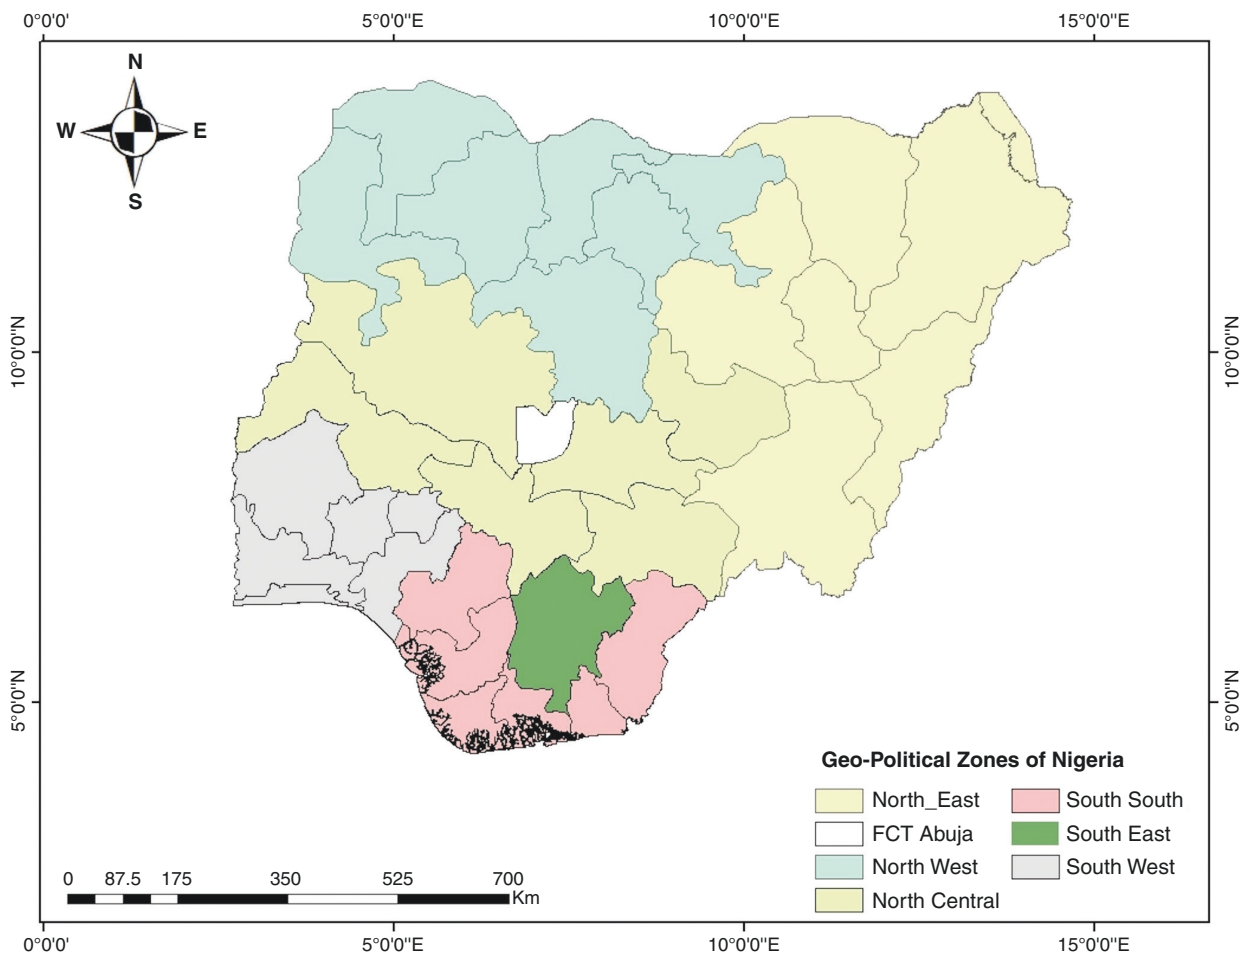 0°0'0' 5°0'0"E 10°0'0"E 15°0'0"E
N
W E
S
10°0'0"N 10°0'0"N
5°0'0"N 5°0'0"N
Geo-Political Zones of Nigeria
North_East South South
FCT Abuja South East
North West South West
North Central
0 87.5 175 350 525 700
Km
0°0'0' 5°0'0"E 10°0'0"E 15°0'0"E